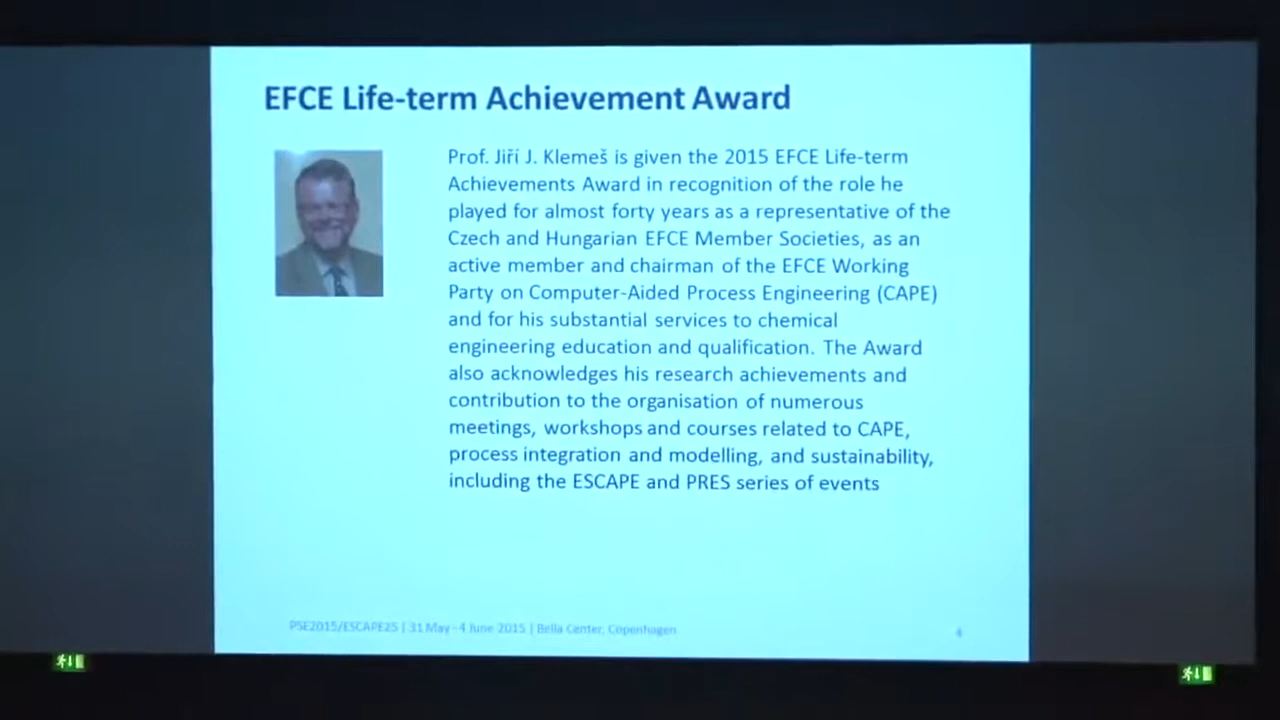 EFCE Life-term Achievement Award
Prof. Jiří J. Klemeš is given the 2015 EFCE Life-term
Achievements Award in recognition of the role he
played for almost forty years as a representative of the
Czech and Hungarian EFCE Member Societies, as an
active member and chairman of the EFCE Working
Party on Computer-Aided Process Engineering (CAPE)
and for his substantial services to chemical
engineering education and qualification. The Award
also acknowledges his research achievements and
contribution to the organisation of numerous
meetings, workshops and courses related to CAPE,
process integration and modelling, and sustainability,
including the ESCAPE and PRES series of events
PSE2015/ESCAPE25 | 31 May - 4 June 2015 | Bella Center, Copenhagen
4